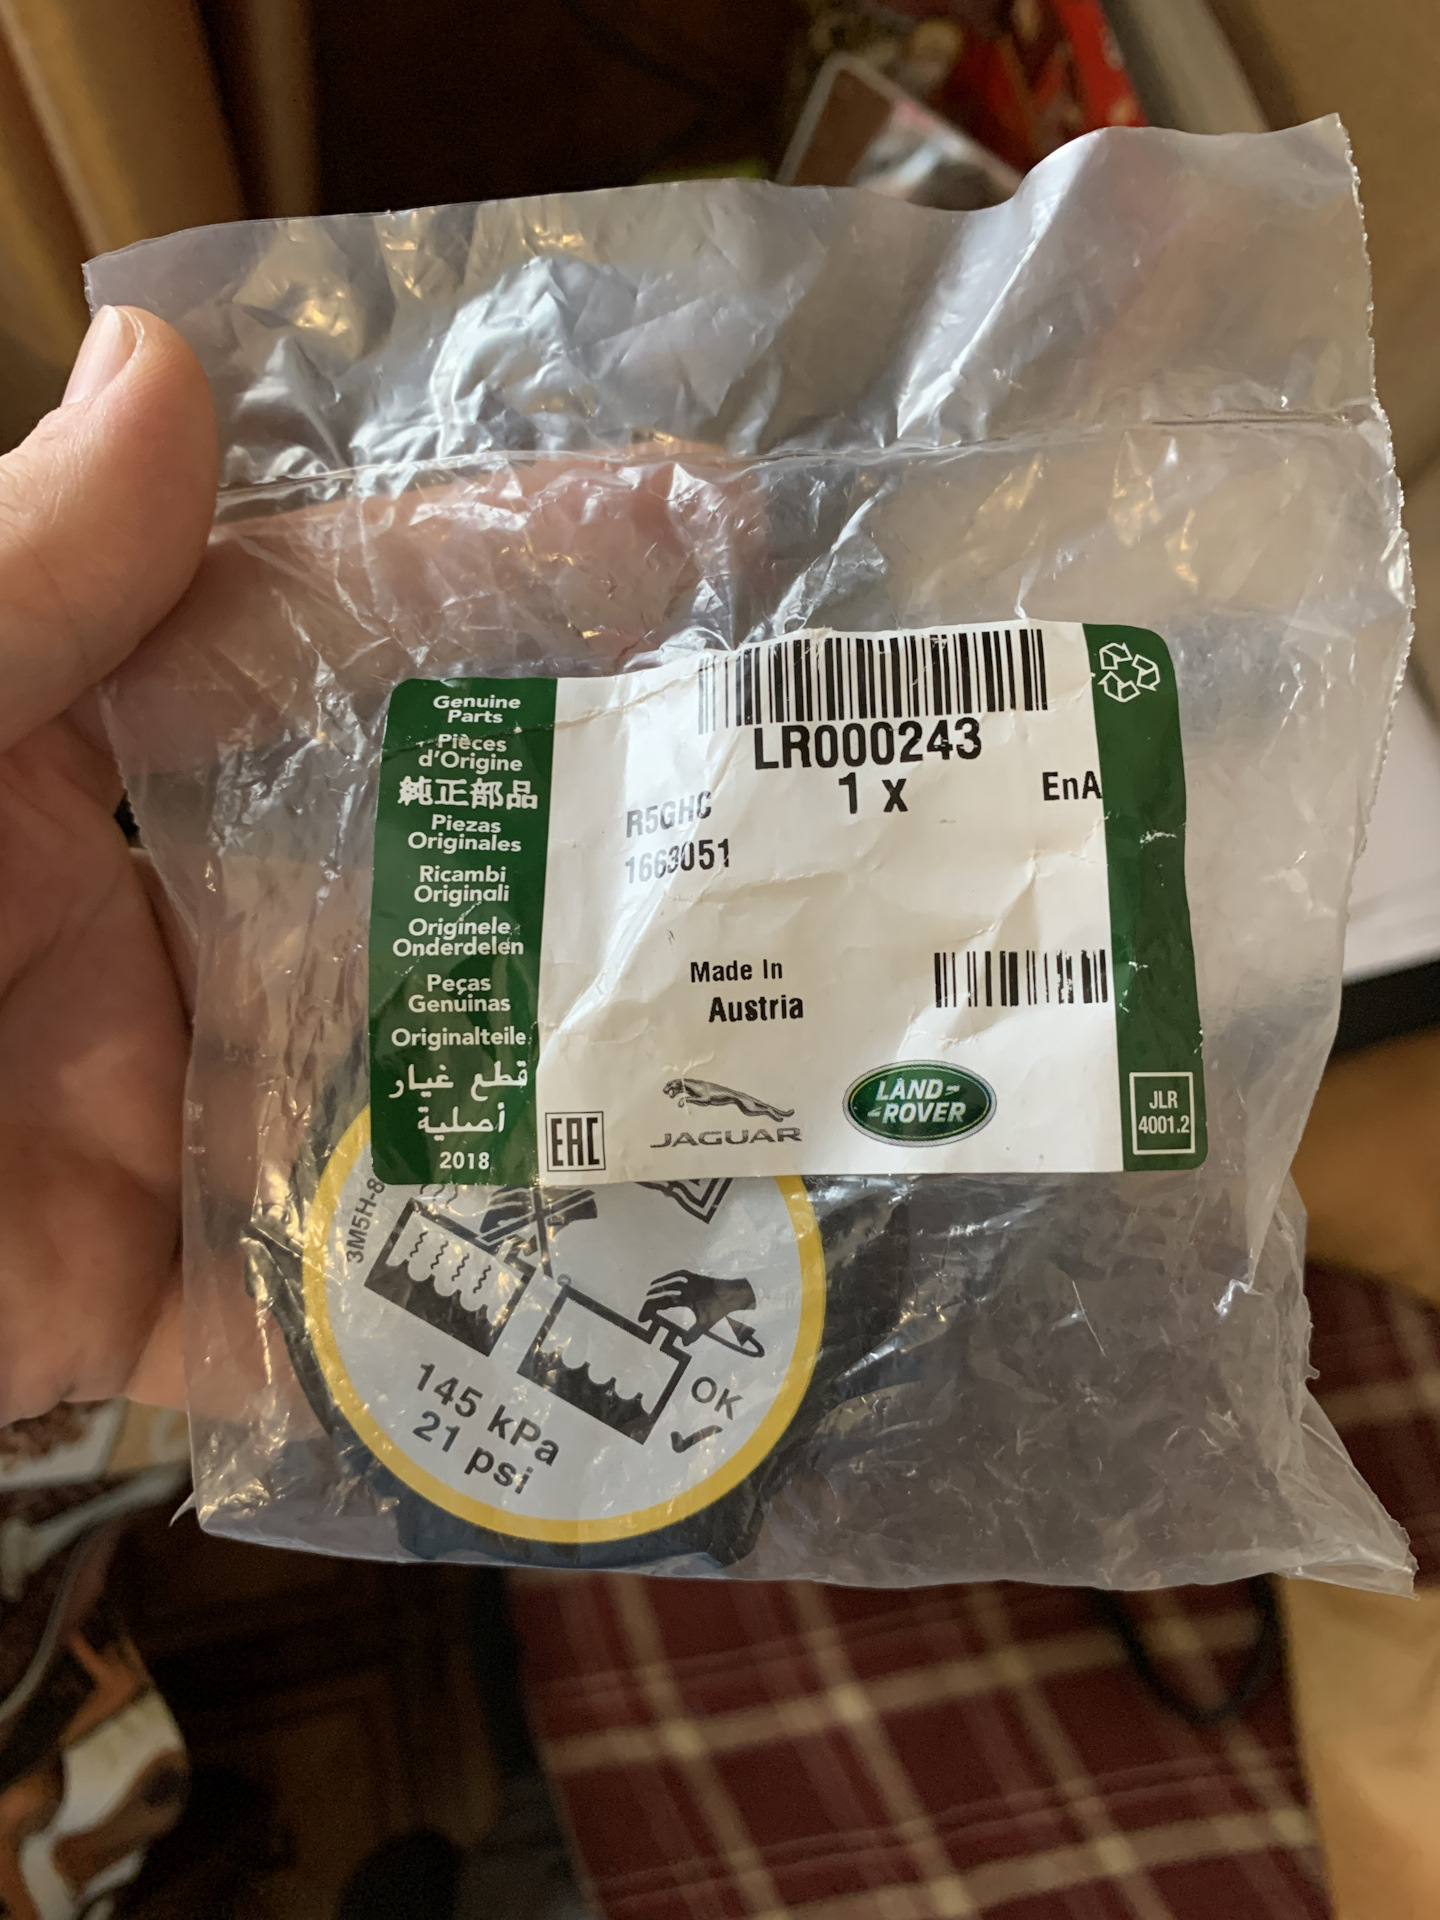 LR000243
1 x
EnA
R5GHC
1663051
Made In
Austria
Genuine
Parts
Pièces
d'Origine
純正部品
Piezas
Originales
Ricambi
Originali
Originele
Onderdelen
Peças
Genuinas
Originalteile
قطع غيار
أصلية
2018
EAC
JAGUAR
LAND-
-ROVER
JLR
4001.2
3M5H-8
OK
145 kPa
21 psi